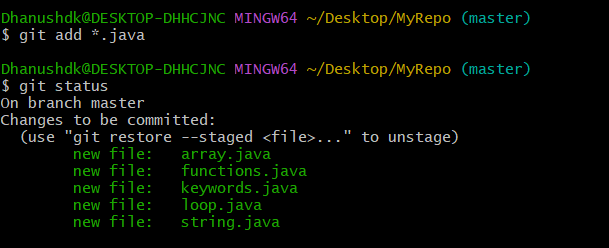 Dhanushdk@DESKTOP-DHHCJNC MINGW64 ~/Desktop/MyRepo (master)
$ git add *.java
Dhanushdk@DESKTOP-DHHCJNC MINGW64 ~/Desktop/MyRepo (master)
$ git status
On branch master
Changes to be committed:
  (use "git restore --staged <file>..." to unstage)
        new file:   array.java
        new file:   functions.java
        new file:   keywords.java
        new file:   loop.java
        new file:   string.java